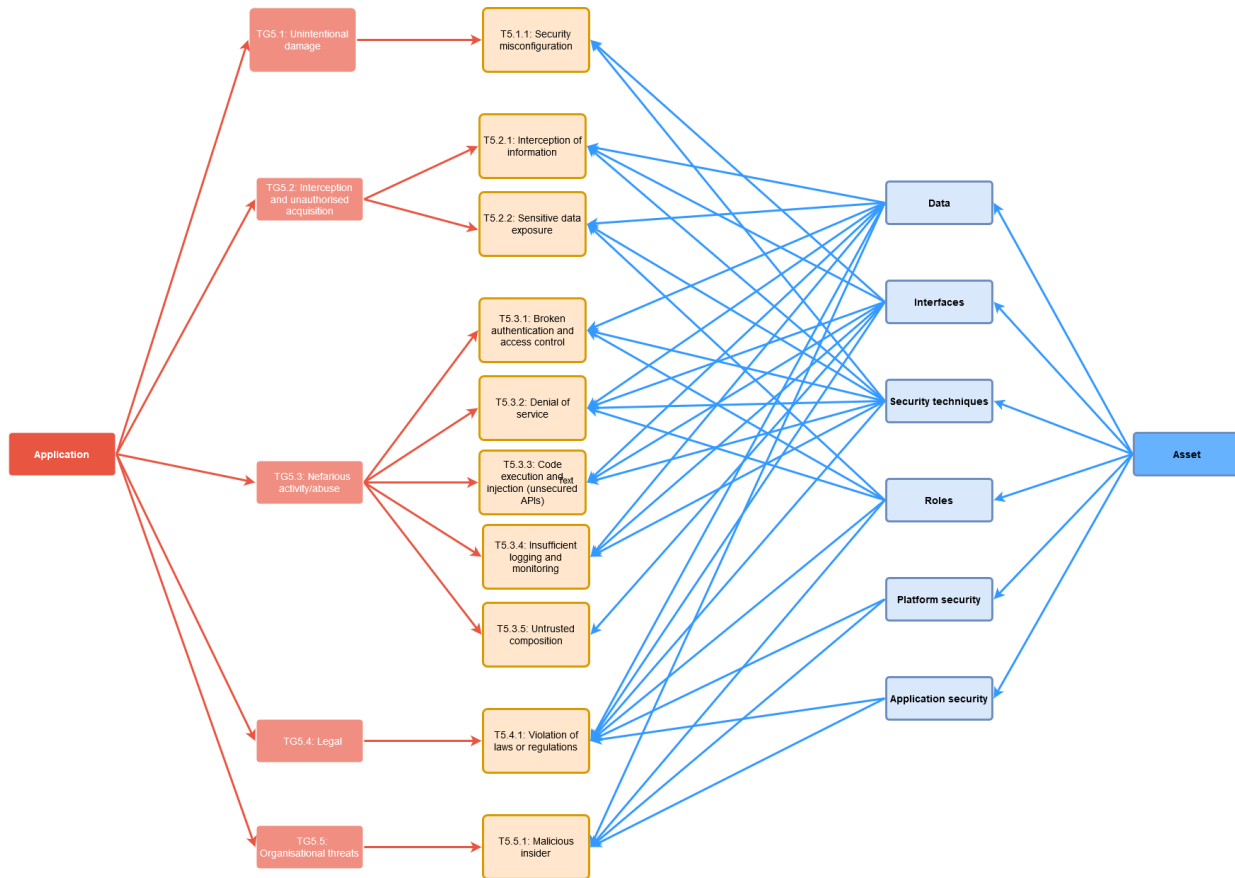 TG5.1: Unintentional
damage
T5.1.1: Security
misconfiguration
T5.2.1: Interception of
information
TG5.2: Interception
and unauthorised
acquisition
T5.2.2: Sensitive data
exposure
Data
Interfaces
T5.3.1: Broken
authentication and
access control
T5.3.2: Denial of
service
Security techniques
Application
Asset
TG5.3: Nefarious
activity/abuse
T5.3.3: Code
execution and
injection (unsecured
APIs)
Text
Roles
T5.3.4: Insufficient
logging and
monitoring
Platform security
T5.3.5: Untrusted
composition
Application security
TG5.4: Legal
T5.4.1: Violation of
laws or regulations
TG5.5:
Organisational threats
T5.5.1: Malicious
insider